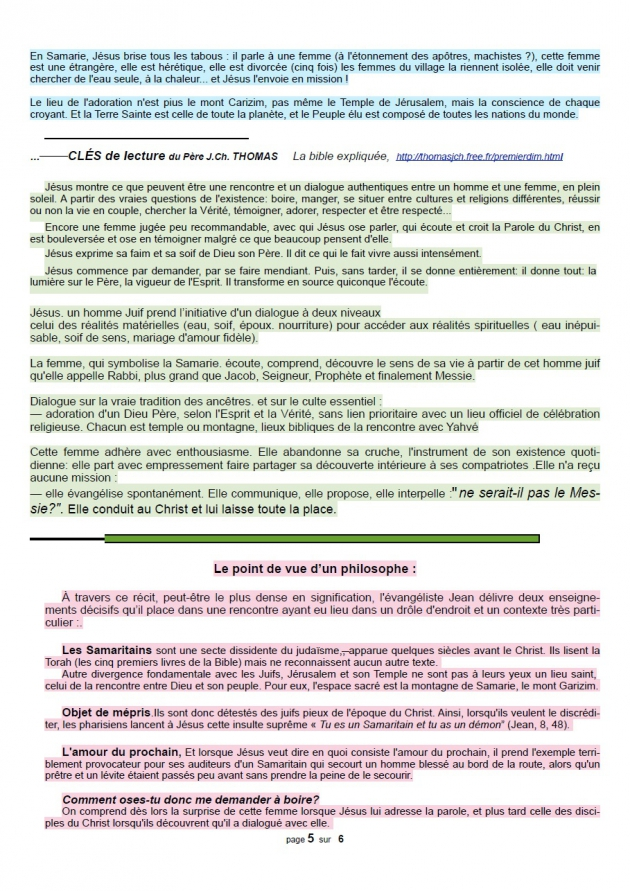 En Samarie, Jésus brise tous les tabous : il parle à une femme (à l'étonnement des apôtres, machistes ?), cette femme
est une étrangère, elle est hérétique, elle est divorcée (cinq fois) les femmes du village la riennent isolée, elle doit venir
chercher de l'eau seule, à la chaleur... et Jésus l'envoie en mission !
Le lieu de l'adoration n'est pius le mont Carizim, pas même le Temple de Jérusalem, mais la conscience de chaque
croyant. Et la Terre Sainte est celle de toute la planète, et le Peuple élu est composé de toutes les nations du monde.
...———CLÉS de lecture du Père J.Ch. THOMAS La bible expliquée, http://thomasjch.free.fr/premierdim.html
Jésus montre ce que peuvent être une rencontre et un dialogue authentiques entre un homme et une femme, en plein
soleil. A partir des vraies questions de l'existence: boire, manger, se situer entre cultures et religions différentes, réussir
ou non la vie en couple, chercher la Vérité, témoigner, adorer, respecter et être respecté...
Encore une femme jugée peu recommandable, avec qui Jésus ose parler, qui écoute et croit la Parole du Christ, en
est bouleversée et ose en témoigner malgré ce que beaucoup pensent d'elle.
Jésus exprime sa faim et sa soif de Dieu son Père. Il dit ce qui le fait vivre aussi intensément.
Jésus commence par demander, par se faire mendiant. Puis, sans tarder, il se donne entièrement: il donne tout: la
lumière sur le Père, la vigueur de l'Esprit. Il transforme en source quiconque l'écoute.
Jésus. un homme Juif prend l'initiative d'un dialogue à deux niveaux
celui des réalités matérielles (eau, soif, époux. nourriture) pour accéder aux réalités spirituelles ( eau inépui-
sable, soif de sens, mariage d'amour fidèle).
La femme, qui symbolise la Samarie. écoute, comprend, découvre le sens de sa vie à partir de cet homme juif
qu'elle appelle Rabbi, plus grand que Jacob, Seigneur, Prophète et finalement Messie.
Dialogue sur la vraie tradition des ancêtres. et sur le culte essentiel :
— adoration d'un Dieu Père, selon l'Esprit et la Vérité, sans lien prioritaire avec un lieu officiel de célébration
religieuse. Chacun est temple ou montagne, lieux bibliques de la rencontre avec Yahvé
Cette femme adhère avec enthousiasme. Elle abandonne sa cruche, l'instrument de son existence quoti-
dienne: elle part avec empressement faire partager sa découverte intérieure à ses compatriotes .Elle n'a reçu
aucune mission :
— elle évangélise spontanément. Elle communique, elle propose, elle interpelle :"ne serait-il pas le Mes-
sie?". Elle conduit au Christ et lui laisse toute la place.
Le point de vue d'un philosophe :
À travers ce récit, peut-être le plus dense en signification, l'évangéliste Jean délivre deux enseigne-
ments décisifs qu'il place dans une rencontre ayant eu lieu dans un drôle d'endroit et un contexte très parti-
culier :.
Les Samaritains sont une secte dissidente du judaïsme,-apparue quelques siècles avant le Christ. Ils lisent la
Torah (les cinq premiers livres de la Bible) mais ne reconnaissent aucun autre texte.
Autre divergence fondamentale avec les Juifs, Jérusalem et son Temple ne sont pas à leurs yeux un lieu saint,
celui de la rencontre entre Dieu et son peuple. Pour eux, l'espace sacré est la montagne de Samarie, le mont Garizim.
Objet de mépris.Ils sont donc détestés des juifs pieux de l'époque du Christ. Ainsi, lorsqu'ils veulent le discrédi-
ter, les pharisiens lancent à Jésus cette insulte suprême « Tu es un Samaritain et tu as un démon" (Jean, 8, 48).
L'amour du prochain, Et lorsque Jésus veut dire en quoi consiste l'amour du prochain, il prend l'exemple terri-
blement provocateur pour ses auditeurs d'un Samaritain qui secourt un homme blessé au bord de la route, alors qu'un
prêtre et un lévite étaient passés peu avant sans prendre la peine de le secourir.
Comment oses-tu donc me demander à boire?
On comprend dès lors la surprise de cette femme lorsque Jésus lui adresse la parole, et plus tard celle des disci-
ples du Christ lorsqu'ils découvrent qu'il a dialogué avec elle.
page 5 sur 6